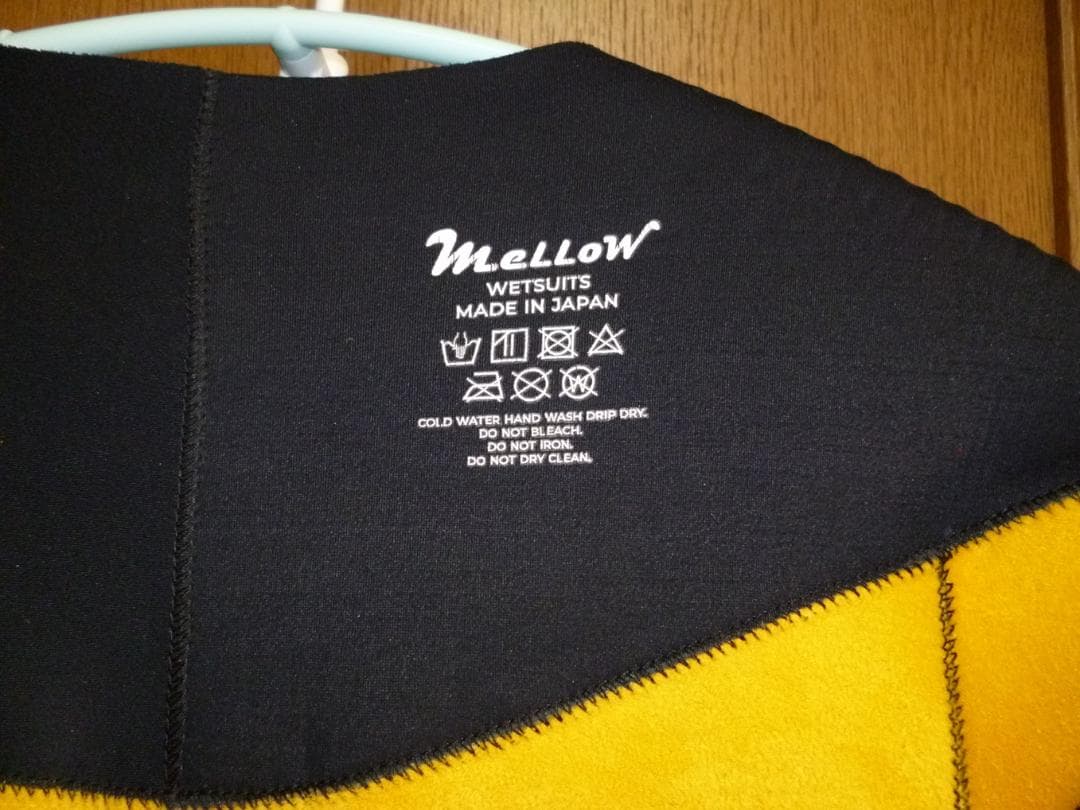 mellow
WETSUITS
MADE IN JAPAN
W
COLD WATER HAND WASH DRIP DRY.
DO NOT BLEACH.
DO NOT IRON.
DO NOT DRY CLEAN.